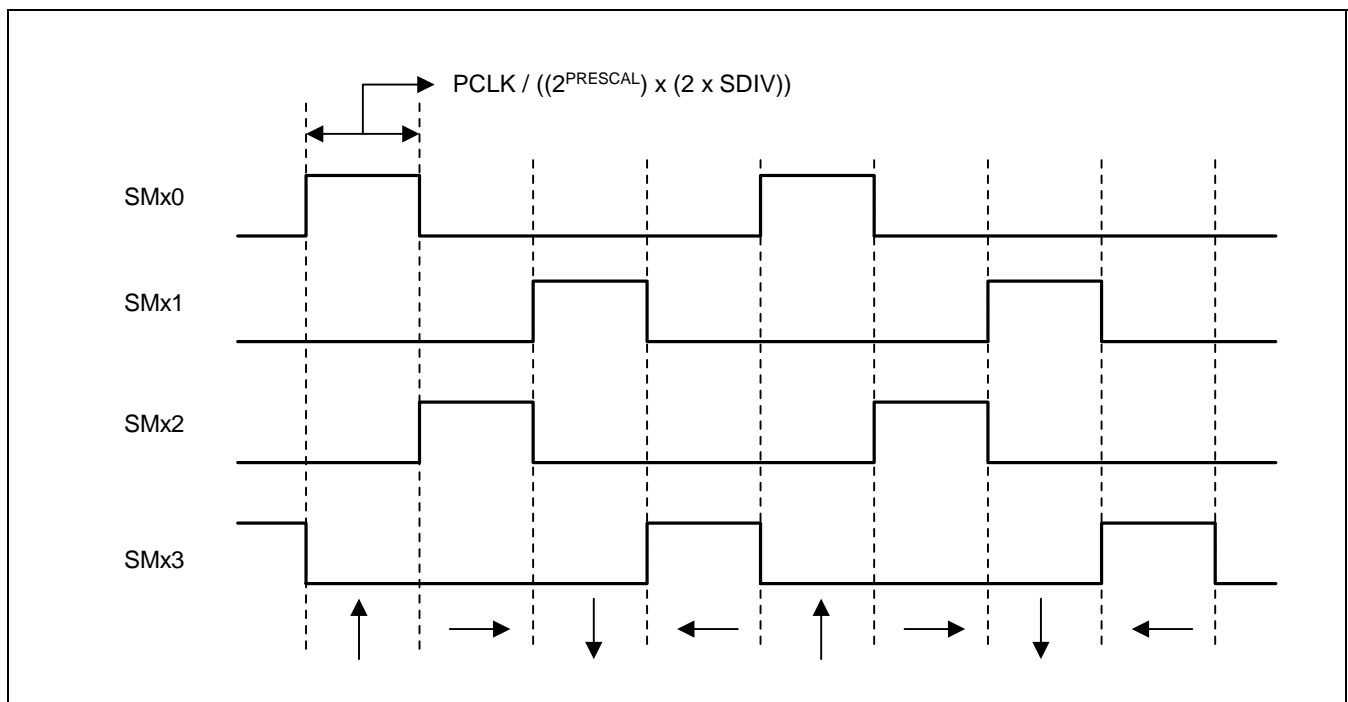 PCLK / ((2^PRESCAL) x (2 x SDIV))
SMx0
SMx1
SMx2
SMx3